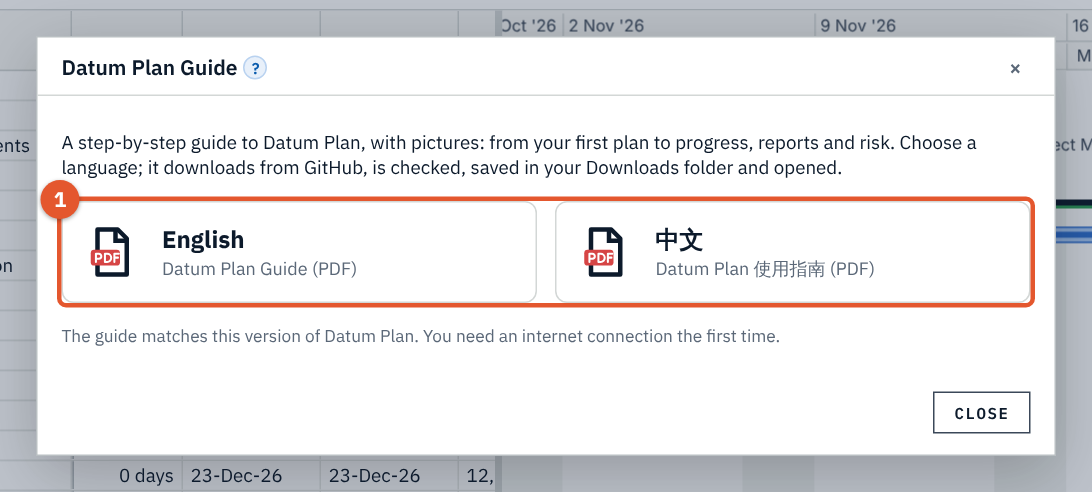 Oct '26
2 Nov '26
9 Nov '26
16
M
Datum Plan Guide ?
×
A step-by-step guide to Datum Plan, with pictures: from your first plan to progress, reports and risk. Choose a
language; it downloads from GitHub, is checked, saved in your Downloads folder and opened.
ents
ect M
1
English
Datum Plan Guide (PDF)
PDF
中文
Datum Plan 使用指南 (PDF)
PDF
on
The guide matches this version of Datum Plan. You need an internet connection the first time.
CLOSE
0 days 23-Dec-26 23-Dec-26 12,